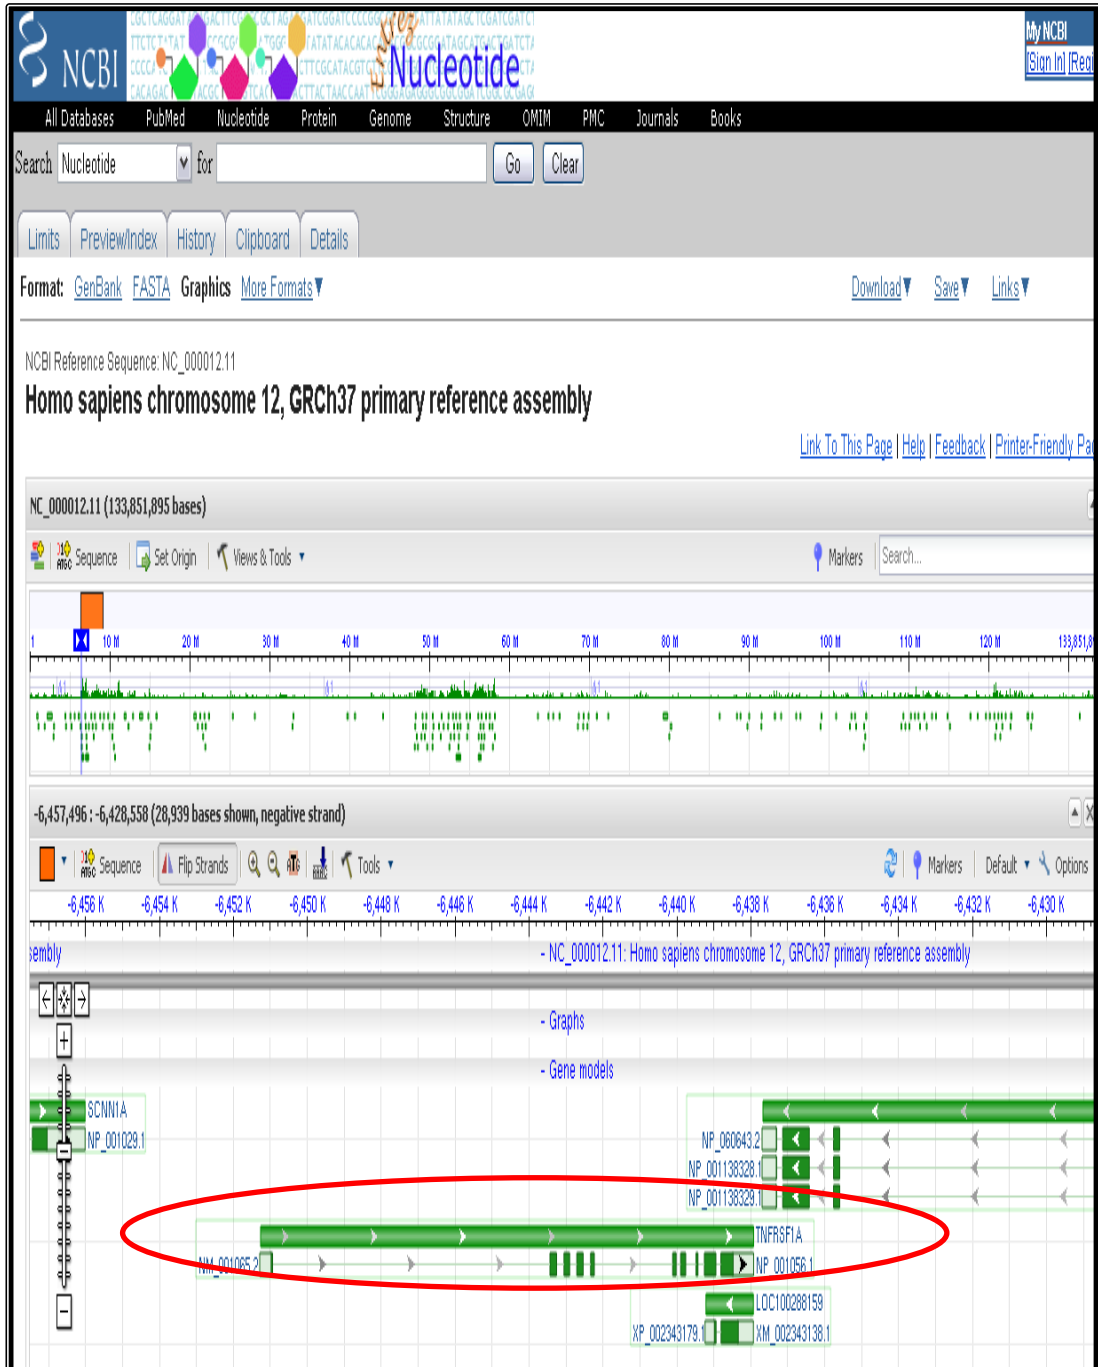 NCBI
Entrez
Nucleotide
My NCBI
[Sign In] [Regi
All Databases PubMed Nucleotide Protein Genome Structure OMIM PMC Journals Books
Search Nucleotide for Go Clear
Limits Preview/Index History Clipboard Details
Format: GenBank FASTA Graphics More Formats▼ Download▼ Save▼ Links▼
NCBI Reference Sequence: NC_000012.11
Homo sapiens chromosome 12, GRCh37 primary reference assembly
Link To This Page | Help | Feedback | Printer-Friendly Pa
NC_000012.11 (133,851,895 bases)
Sequence Set Origin Views & Tools ▼ Markers Search...
1 10 M 20 M 30 M 40 M 50 M 60 M 70 M 80 M 90 M 100 M 110 M 120 M 133,851,8
-6,457,496 : -6,428,558 (28,939 bases shown, negative strand)
Sequence Flip Strands Tools ▼ Markers Default ▼ Options
-6,456 K -6,454 K -6,452 K -6,450 K -6,448 K -6,446 K -6,444 K -6,442 K -6,440 K -6,438 K -6,436 K -6,434 K -6,432 K -6,430 K
sembly - NC_000012.11: Homo sapiens chromosome 12, GRCh37 primary reference assembly
- Graphs
- Gene models
SCNN1A
NP_001029.1 NP_060643.2
NP_001138328.1
NP_001138329.1
TNFRSF1A
NM_001065.2 NP_001056.1
LOC100288159
XP_002343179.1 XM_002343138.1